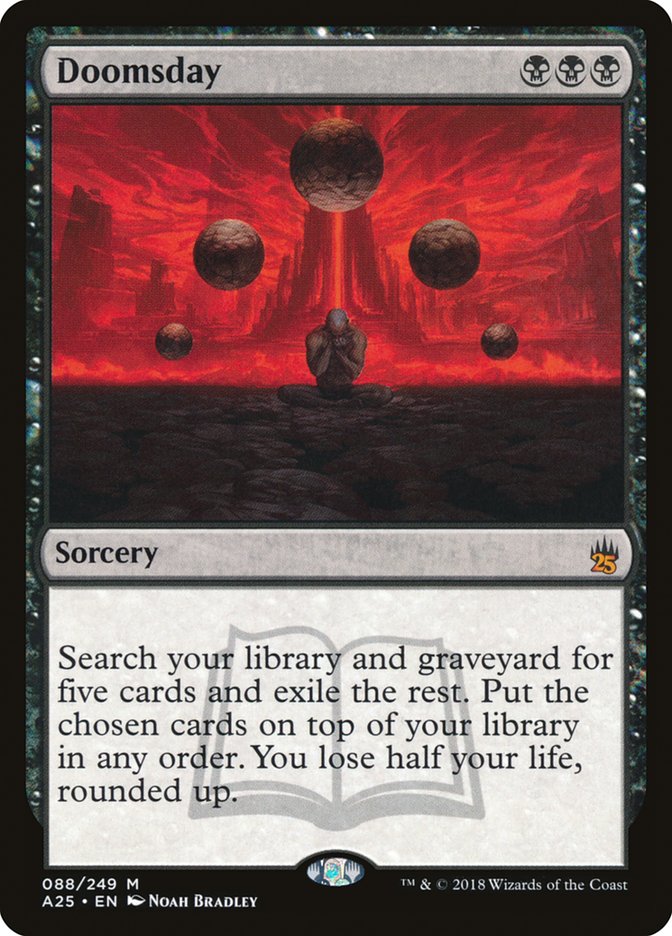 Doomsday
Sorcery
25
Search your library and graveyard for
five cards and exile the rest. Put the
chosen cards on top of your library
in any order. You lose half your life,
rounded up.
088/249 M
A25 • EN NOAH BRADLEY
™ & © 2018 Wizards of the Coast